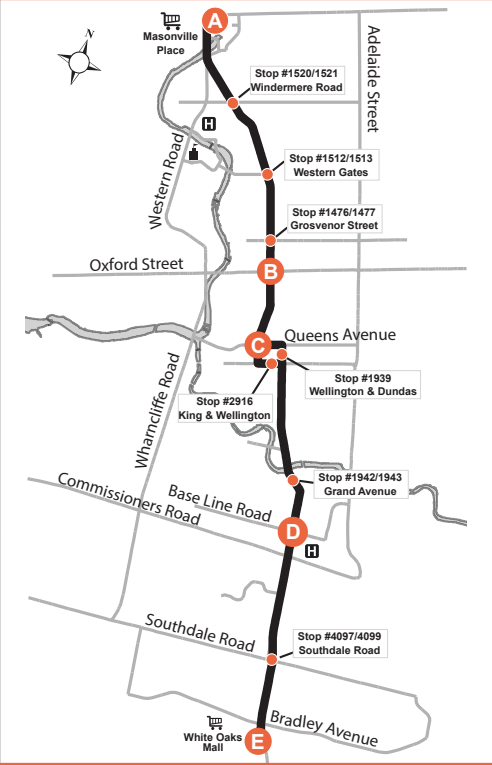 A
Masonville
Place
N
Adelaide Street
Stop #1520/1521
Windermere Road
H
Western Road
Stop #1512/1513
Western Gates
Stop #1476/1477
Grosvenor Street
Oxford Street
B
C
Queens Avenue
Stop #1939
Wellington & Dundas
Stop #2916
King & Wellington
Wharncliffe Road
Stop #1942/1943
Grand Avenue
Commissioners Road
Base Line Road
D
H
Southdale Road
Stop #4097/4099
Southdale Road
Bradley Avenue
White Oaks
Mall
E